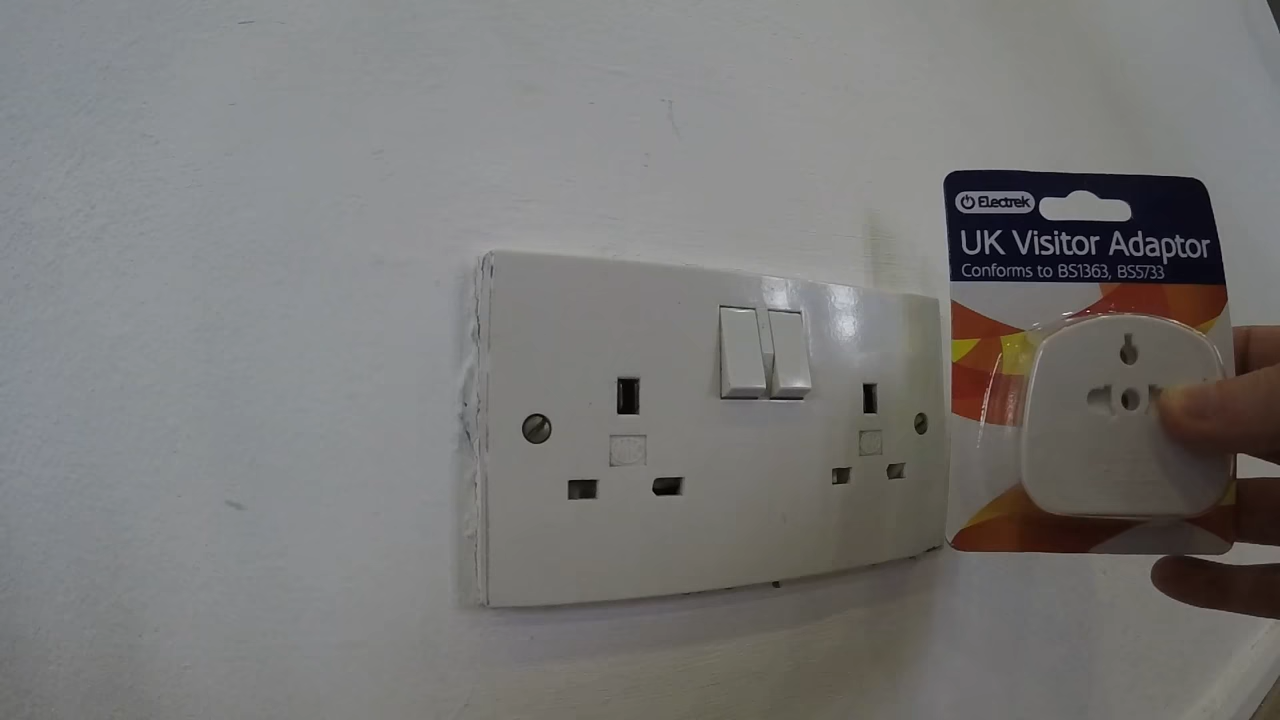 Electrek
UK Visitor Adaptor
Conforms to BS1363, BS5733